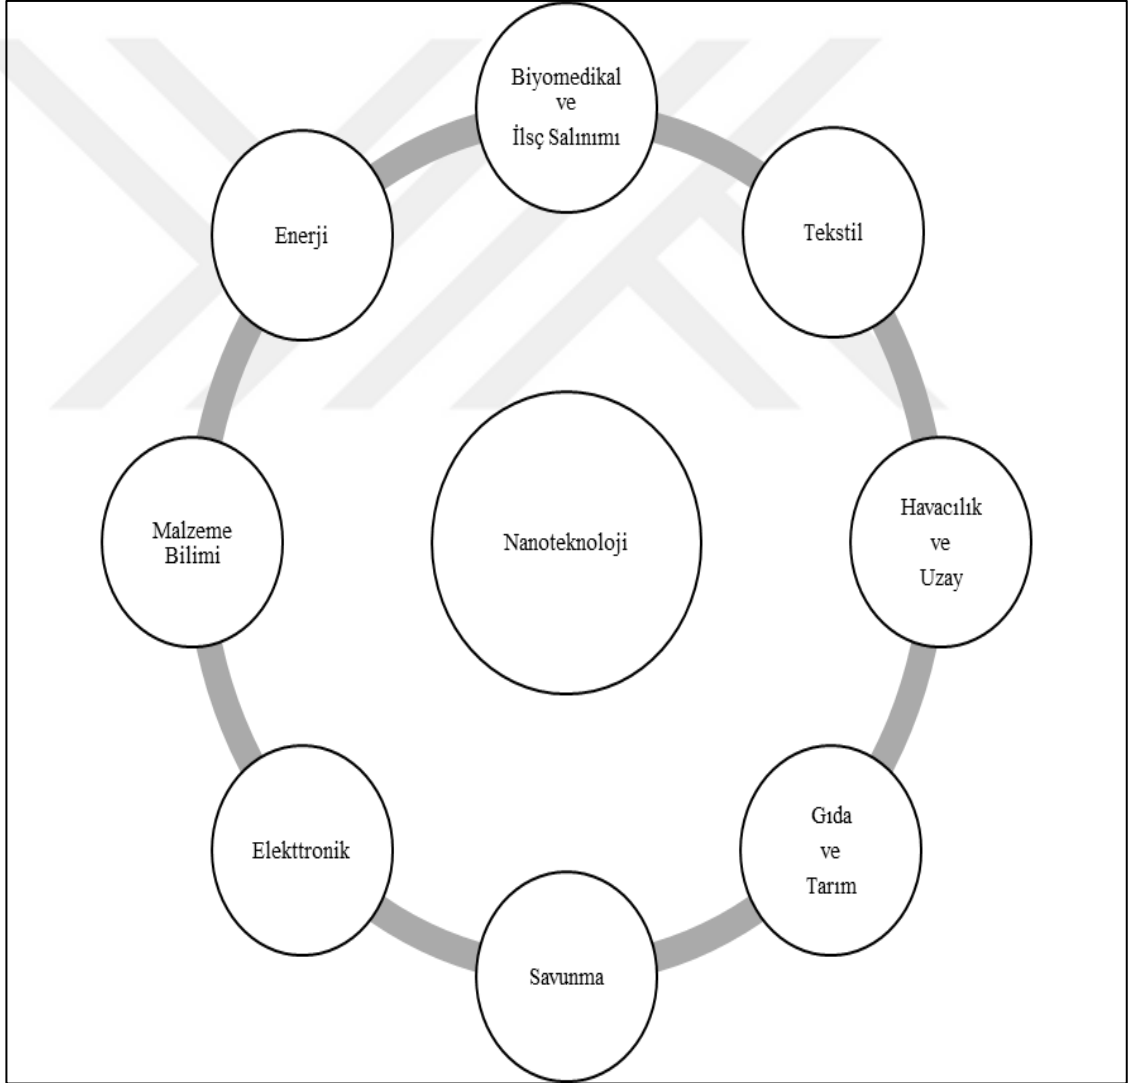 Biyomedikal
ve
İlsç Salınımı
Tekstil
Havacılık
ve
Uzay
Gıda
ve
Tarım
Savunma
Elekttronik
Malzeme
Bilimi
Enerji
Nanoteknoloji